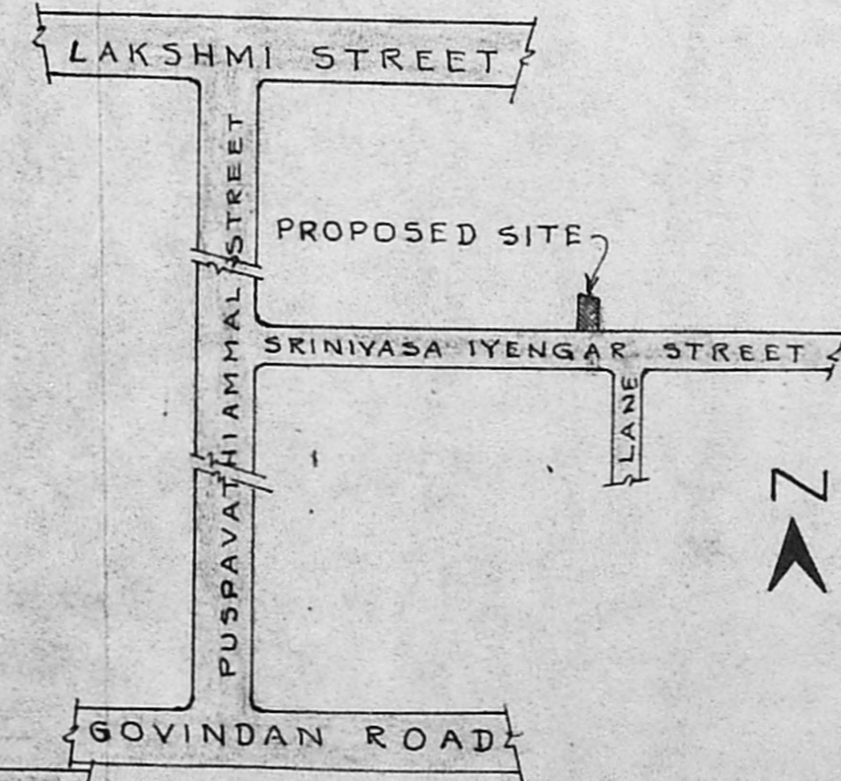 LAKSHMI STREET
PUSPAVATHIAMMAL STREET
PROPOSED SITE
SRINIVASA IYENGAR STREET
LANE
N
GOVINDAN ROAD